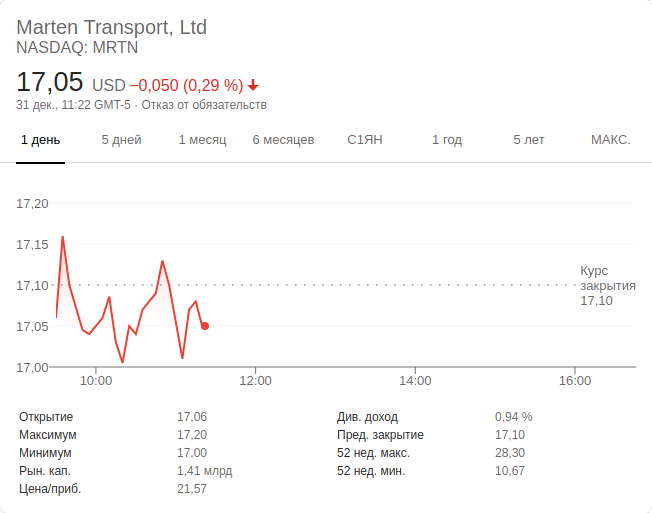 Marten Transport, Ltd
NASDAQ: MRTN
17,05 USD −0,050 (0,29 %)
31 дек., 11:22 GMT-5 · Отказ от обязательств
1 день 5 дней 1 месяц 6 месяцев С1ЯН 1 год 5 лет МАКС.
17,20
17,15
17,10
17,05
17,00
Курс
закрытия
17,10
10:00 12:00 14:00 16:00
Открытие 17,06 Див. доход 0,94 %
Максимум 17,20 Пред. закрытие 17,10
Минимум 17,00 52 нед. макс. 28,30
Рын. кап. 1,41 млрд 52 нед. мин. 10,67
Цена/приб. 21,57